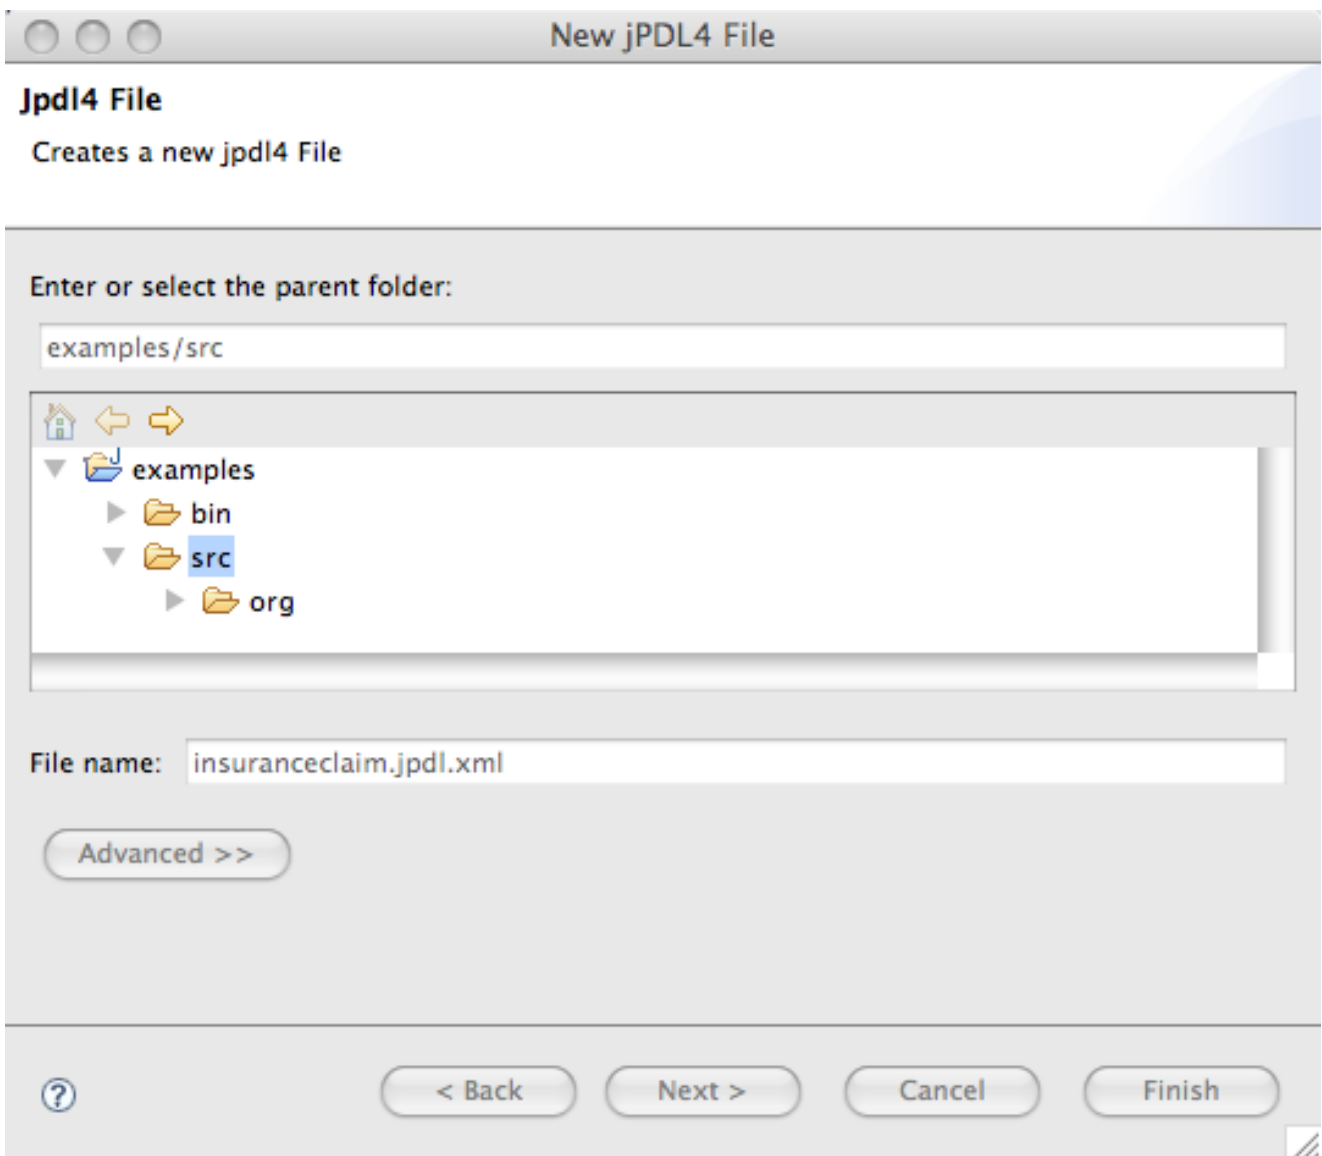 New jPDL4 File
Jpdl4 File
Creates a new jpdl4 File
Enter or select the parent folder:
examples/src
examples
bin
src
org
File name: insuranceclaim.jpdl.xml
Advanced >>
? < Back Next > Cancel Finish